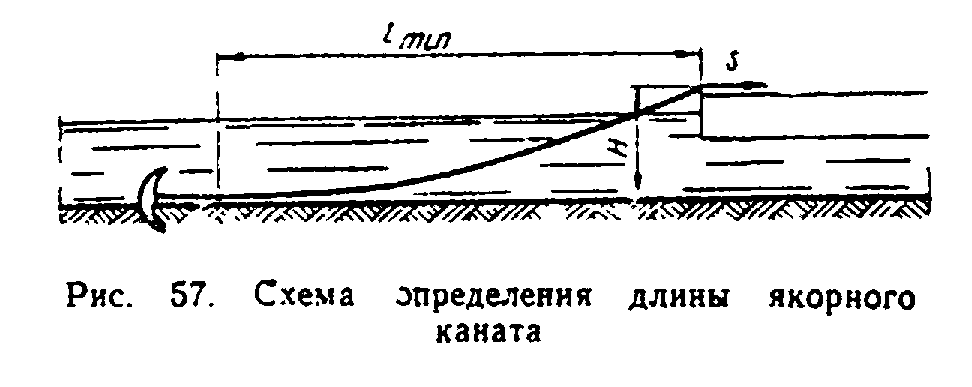 l min
S
H
Рис. 57. Схема определения длины якорного
каната